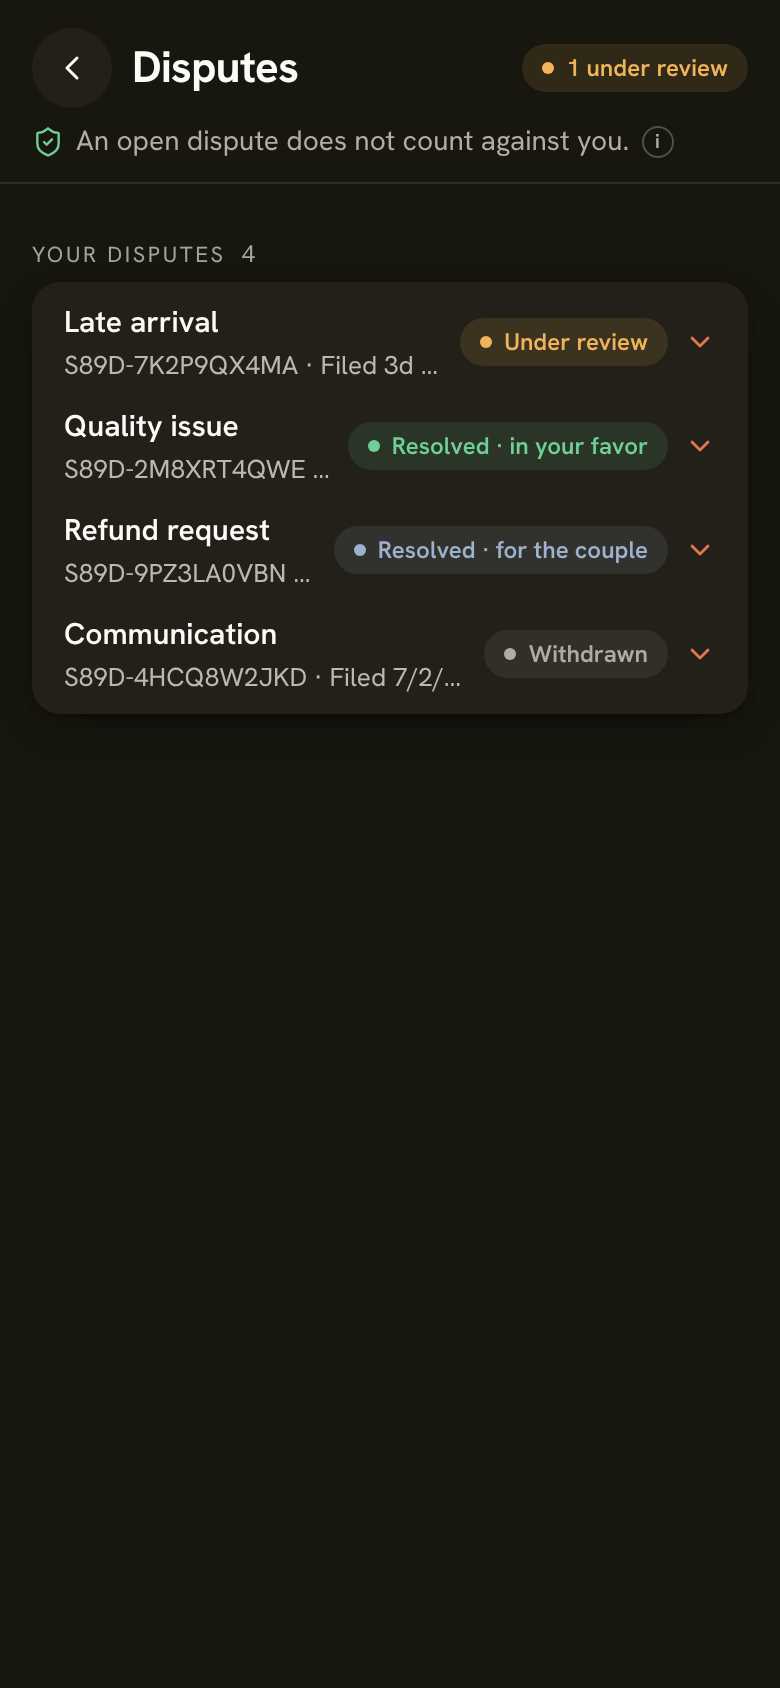 Disputes
1 under review
An open dispute does not count against you. i
YOUR DISPUTES 4
Late arrival
S89D-7K2P9QX4MA · Filed 3d ...
Under review
Quality issue
S89D-2M8XRT4QWE ...
Resolved · in your favor
Refund request
S89D-9PZ3LA0VBN ...
Resolved · for the couple
Communication
S89D-4HCQ8W2JKD · Filed 7/2/...
Withdrawn